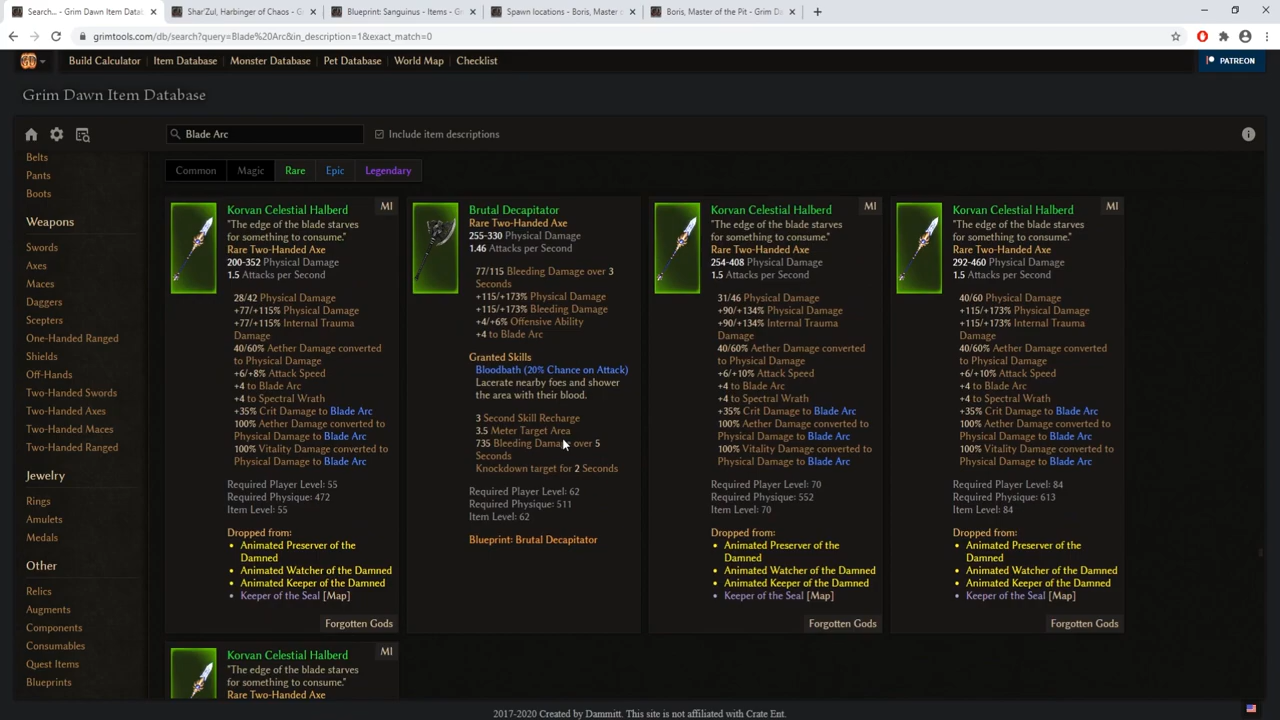 Search... - Grim Dawn Item Datab
Shar'Zul, Harbinger of Chaos - G
Blueprint: Sanguinus - Items - G
Spawn locations - Boris, Master
Boris, Master of the Pit - Grim Da
grimtools.com/db/search?query=Blade%20Arc&in_description=1&exact_match=0
Build Calculator
Item Database
Monster Database
Pet Database
World Map
Checklist
PATREON
Grim Dawn Item Database
Blade Arc
Include item descriptions
Belts
Pants
Boots
Weapons
Swords
Axes
Maces
Daggers
Scepters
One-Handed Ranged
Shields
Off-Hands
Two-Handed Swords
Two-Handed Axes
Two-Handed Maces
Two-Handed Ranged
Jewelry
Rings
Amulets
Medals
Other
Relics
Augments
Components
Consumables
Quest Items
Blueprints
Common
Magic
Rare
Epic
Legendary
Korvan Celestial Halberd
MI
"The edge of the blade starves
for something to consume."
Rare Two-Handed Axe
200-352 Physical Damage
1.5 Attacks per Second
28/42 Physical Damage
+77/+115% Physical Damage
+77/+115% Internal Trauma
Damage
40/60% Aether Damage converted
to Physical Damage
+6/+8% Attack Speed
+4 to Blade Arc
+4 to Spectral Wrath
+35% Crit Damage to Blade Arc
100% Aether Damage converted to
Physical Damage to Blade Arc
100% Vitality Damage converted to
Physical Damage to Blade Arc
Required Player Level: 55
Required Physique: 472
Item Level: 55
Dropped from:
Animated Preserver of the
Damned
Animated Watcher of the Damned
Animated Keeper of the Damned
Keeper of the Seal [Map]
Forgotten Gods
Brutal Decapitator
Rare Two-Handed Axe
255-330 Physical Damage
1.46 Attacks per Second
77/115 Bleeding Damage over 3
Seconds
+115/+173% Physical Damage
+115/+173% Bleeding Damage
+4/+6% Offensive Ability
+4 to Blade Arc
Granted Skills
Bloodbath (20% Chance on Attack)
Lacerate nearby foes and shower
the area with their blood.
3 Second Skill Recharge
3.5 Meter Target Area
735 Bleeding Damage over 5
Seconds
Knockdown target for 2 Seconds
Required Player Level: 62
Required Physique: 511
Item Level: 62
Blueprint: Brutal Decapitator
Korvan Celestial Halberd
MI
"The edge of the blade starves
for something to consume."
Rare Two-Handed Axe
254-408 Physical Damage
1.5 Attacks per Second
31/46 Physical Damage
+90/+134% Physical Damage
+90/+134% Internal Trauma
Damage
40/60% Aether Damage converted
to Physical Damage
+6/+10% Attack Speed
+4 to Blade Arc
+4 to Spectral Wrath
+35% Crit Damage to Blade Arc
100% Aether Damage converted to
Physical Damage to Blade Arc
100% Vitality Damage converted to
Physical Damage to Blade Arc
Required Player Level: 70
Required Physique: 552
Item Level: 70
Dropped from:
Animated Preserver of the
Damned
Animated Watcher of the Damned
Animated Keeper of the Damned
Keeper of the Seal [Map]
Forgotten Gods
Korvan Celestial Halberd
MI
"The edge of the blade starves
for something to consume."
Rare Two-Handed Axe
292-460 Physical Damage
1.5 Attacks per Second
40/60 Physical Damage
+115/+173% Physical Damage
+115/+173% Internal Trauma
Damage
40/60% Aether Damage converted
to Physical Damage
+6/+10% Attack Speed
+4 to Blade Arc
+4 to Spectral Wrath
+35% Crit Damage to Blade Arc
100% Aether Damage converted to
Physical Damage to Blade Arc
100% Vitality Damage converted to
Physical Damage to Blade Arc
Required Player Level: 84
Required Physique: 613
Item Level: 84
Dropped from:
Animated Preserver of the
Damned
Animated Watcher of the Damned
Animated Keeper of the Damned
Keeper of the Seal [Map]
Forgotten Gods
Korvan Celestial Halberd
MI
"The edge of the blade starves
for something to consume."
Rare Two-Handed Axe
2017-2020 Created by Dammitt. This site is not affiliated with Crate Ent.